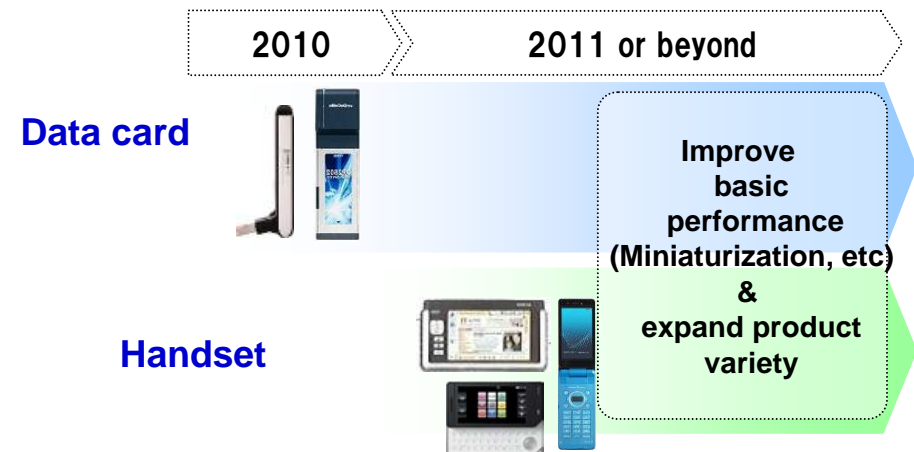 2010
2011 or beyond
Data card
Improve
basic
performance
(Miniaturization, etc)
&
expand product
variety
Handset